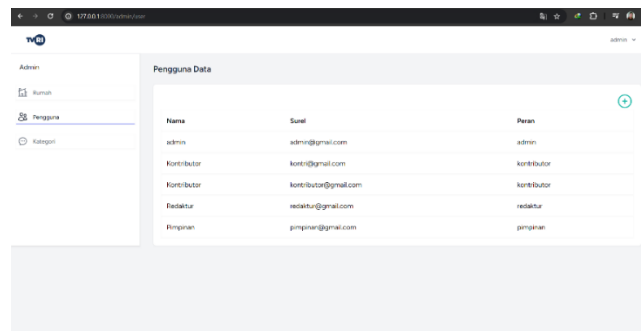 127.0.0.1:8080/admin/user
TVRI
Admin
Admin
Pengguna Data
Rumah
Pengguna
Kategori
Nama Surel Peran
admin admin@gmail.com admin
Kontributor kontri@gmail.com kontributor
Kontributor kontributor@gmail.com kontributor
Redaktur redaktur@gmail.com redaktur
Pimpinan pimpinan@gmail.com pimpinan